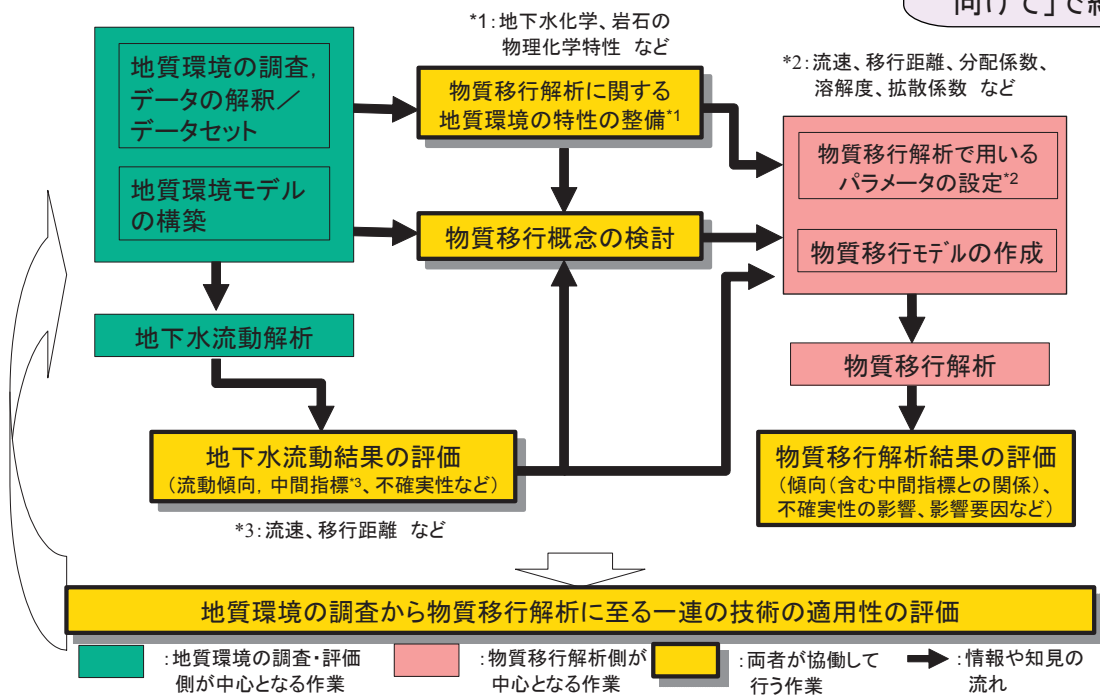 向けて」で
*1:地下水化学、岩石の
物理化学特性 など
*2:流速、移行距離、分配係数、
溶解度、拡散係数 など
地質環境の調査,
データの解釈／
データセット
地質環境モデル
の構築
物質移行解析に関する
地質環境の特性の整備*1
物質移行概念の検討
物質移行解析で用いる
パラメータの設定*2
物質移行モデルの作成
地下水流動解析
物質移行解析
地下水流動結果の評価
(流動傾向, 中間指標*3、不確実性など)
*3:流速、移行距離 など
物質移行解析結果の評価
(傾向(含む中間指標との関係)、
不確実性の影響、影響要因など)
地質環境の調査から物質移行解析に至る一連の技術の適用性の評価
:地質環境の調査・評価
側が中心となる作業
:物質移行解析側が
中心となる作業
:両者が協働して
行う作業
:情報や知見の
流れ